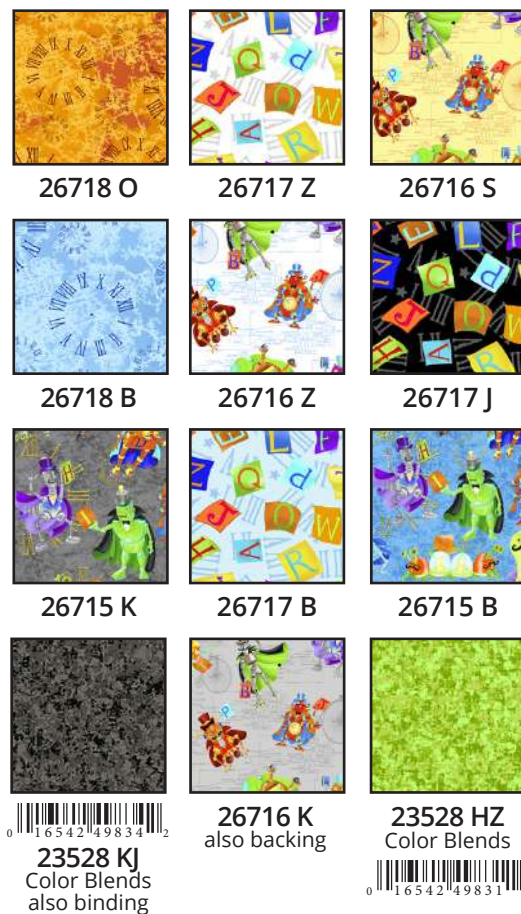 26718 O
26717 Z
26716 S
26718 B
26716 Z
26717 J
26715 K
26717 B
26715 B
0 16542 49834 2
23528 KJ
Color Blends
also binding
26716 K
also backing
23528 HZ
Color Blends
0 16542 49831